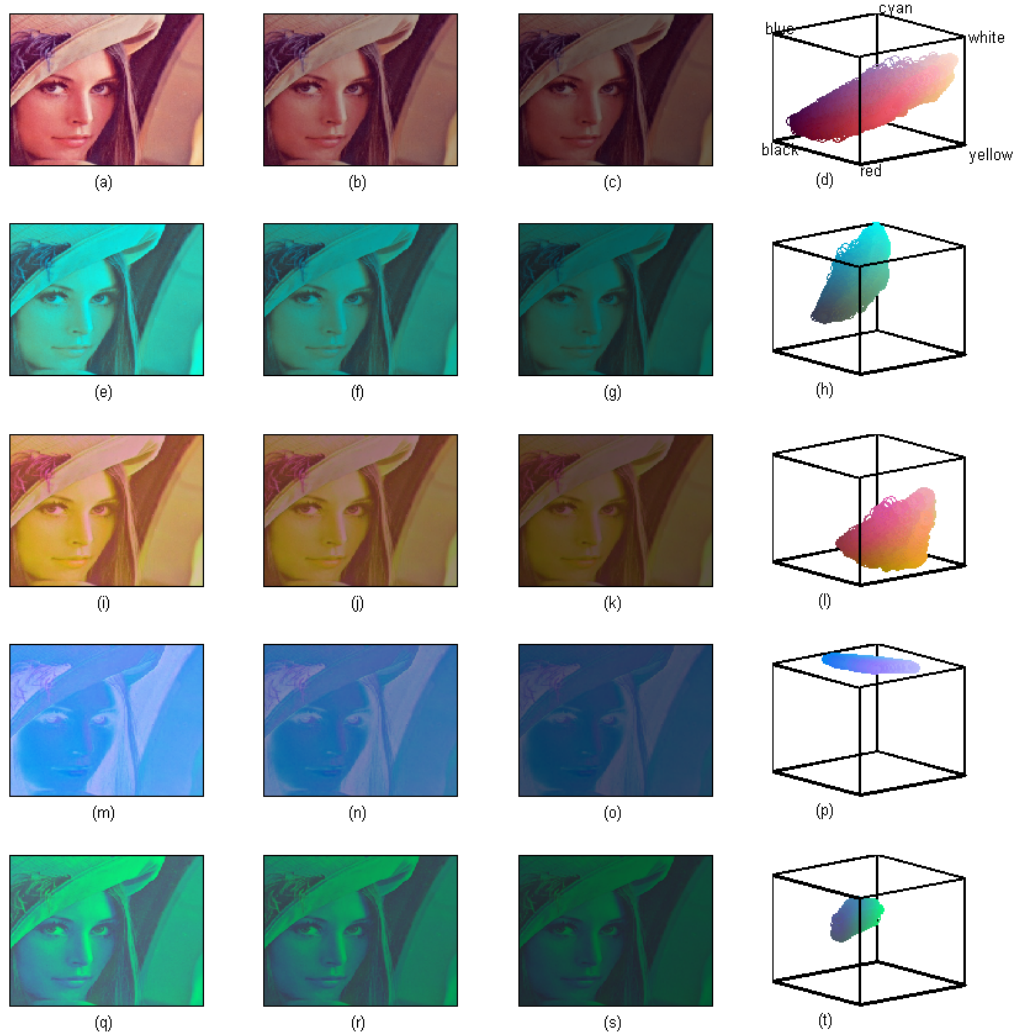 cyan
blue
white
black
yellow
red
(a) (b) (c) (d)
(e) (f) (g) (h)
(i) (j) (k) (l)
(m) (n) (o) (p)
(q) (r) (s) (t)